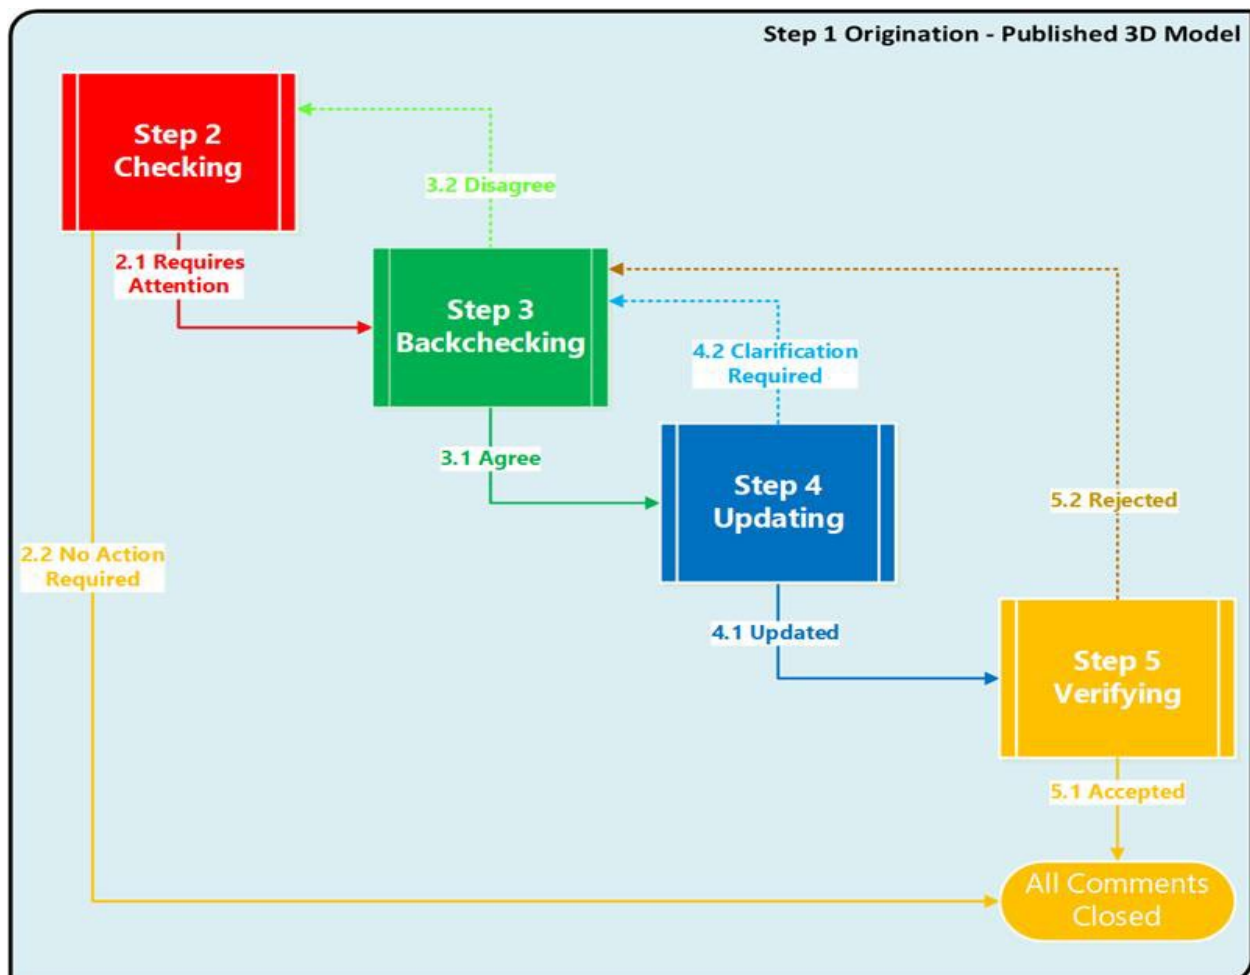 Step 1 Origination - Published 3D Model
Step 2
Checking
3.2 Disagree
2.1 Requires
Attention
Step 3
Backchecking
4.2 Clarification
Required
3.1 Agree
Step 4
Updating
5.2 Rejected
2.2 No Action
Required
4.1 Updated
Step 5
Verifying
5.1 Accepted
All Comments
Closed